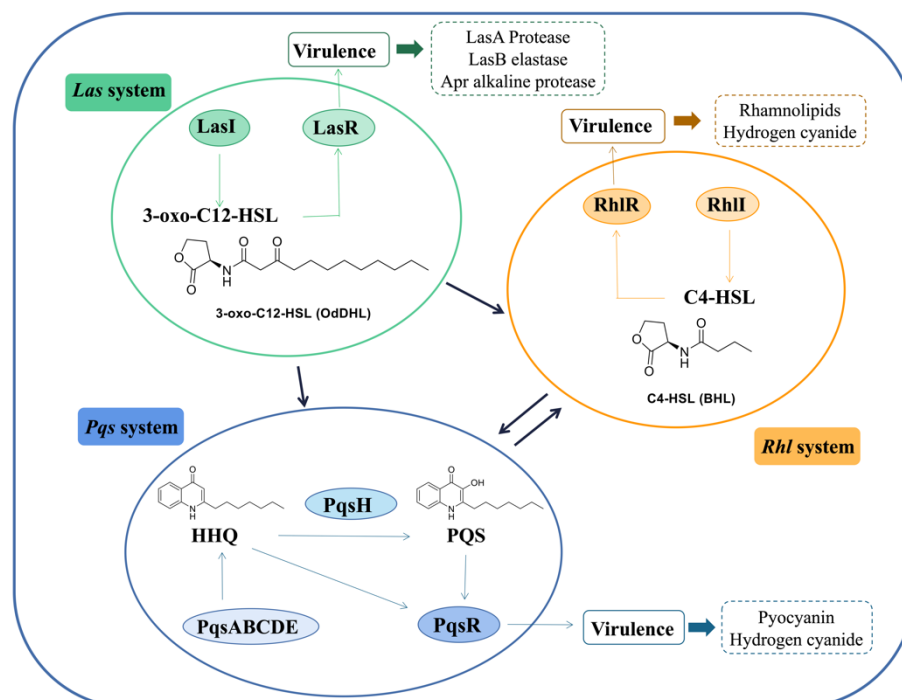 Virulence
LasA Protease
LasB elastase
Apr alkaline protease
Las system
LasI
LasR
3-oxo-C12-HSL
O
O
O
N
H
O
3-oxo-C12-HSL (OdDHL)
Virulence
Rhamnolipids
Hydrogen cyanide
RhlR
RhlI
C4-HSL
O
O
N
H
O
C4-HSL (BHL)
Rhl system
Pqs system
O
N
H
HHQ
PqsH
O
OH
N
H
PQS
PqsABCDE
PqsR
Virulence
Pyocyanin
Hydrogen cyanide